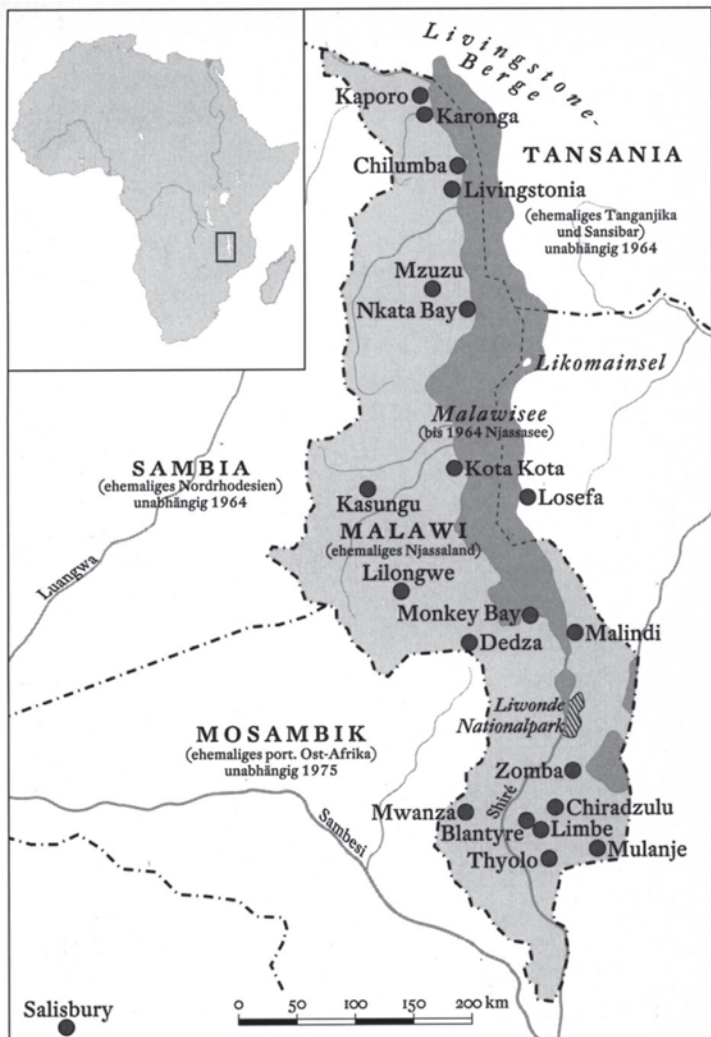 Livingstone-
Berge
Kaporo
Karonga
TANSANIA
Chilumba
Livingstonia
(ehemaliges Tanganjika
und Sansibar)
unabhängig 1964
Mzuzu
Nkata Bay
Likomainsel
Malawisee
(bis 1964 Njassasee)
SAMBIA
(ehemaliges Nordrhodesien)
unabhängig 1964
Kota Kota
Kasungu
Losefa
MALAWI
(ehemaliges Njassaland)
Luangwa
Lilongwe
Monkey Bay
Malindi
Dedza
Liwonde
Nationalpark
MOSAMBIK
(ehemaliges port. Ost-Afrika)
unabhängig 1975
Zomba
Shiré
Mwanza
Chiradzulu
Sambesi
Blantyre
Limbe
Mulanje
Thyolo
Salisbury
0 50 100 150 200 km